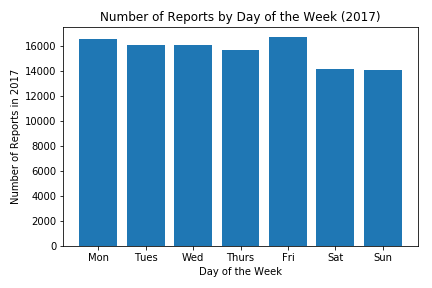 Number of Reports by Day of the Week (2017)
Number of Reports in 2017
16000
14000
12000
10000
8000
6000
4000
2000
0
Mon Tues Wed Thurs Fri Sat Sun
Day of the Week